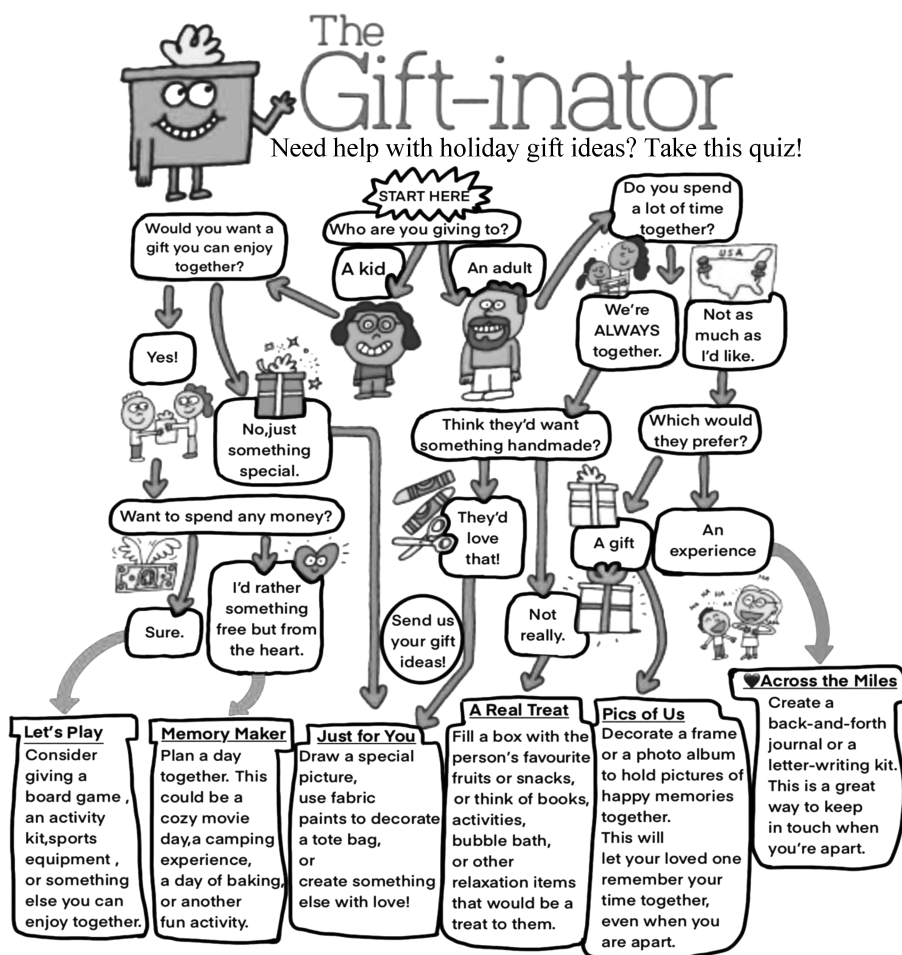 The
Gift-inator
Need help with holiday gift ideas? Take this quiz!
START HERE
Who are you giving to?
A kid
An adult
Would you want a
gift you can enjoy
together?
Yes!
No,just
something
special.
Want to spend any money?
Sure.
I'd rather
something
free but from
the heart.
Do you spend
a lot of time
together?
USA
We're
ALWAYS
together.
Not as
much as
I'd like.
Think they'd want
something handmade?
They'd
love
that!
Not
really.
Which would
they prefer?
A gift
An
experience
HA HA HA
HA
HA
Send us
your gift
ideas!
Let's Play
Consider
giving a
board game ,
an activity
kit,sports
equipment ,
or something
else you can
enjoy together.
Memory Maker
Plan a day
together. This
could be a
cozy movie
day,a camping
experience,
a day of baking,
or another
fun activity.
Just for You
Draw a special
picture,
use fabric
paints to decorate
a tote bag,
or
create something
else with love!
A Real Treat
Fill a box with the
person's favourite
fruits or snacks,
or think of books,
activities,
bubble bath,
or other
relaxation items
that would be a
treat to them.
Pics of Us
Decorate a frame
or a photo album
to hold pictures of
happy memories
together.
This will
let your loved one
remember your
time together,
even when you
are apart.
Across the Miles
Create a
back-and-forth
journal or a
letter-writing kit.
This is a great
way to keep
in touch when
you're apart.